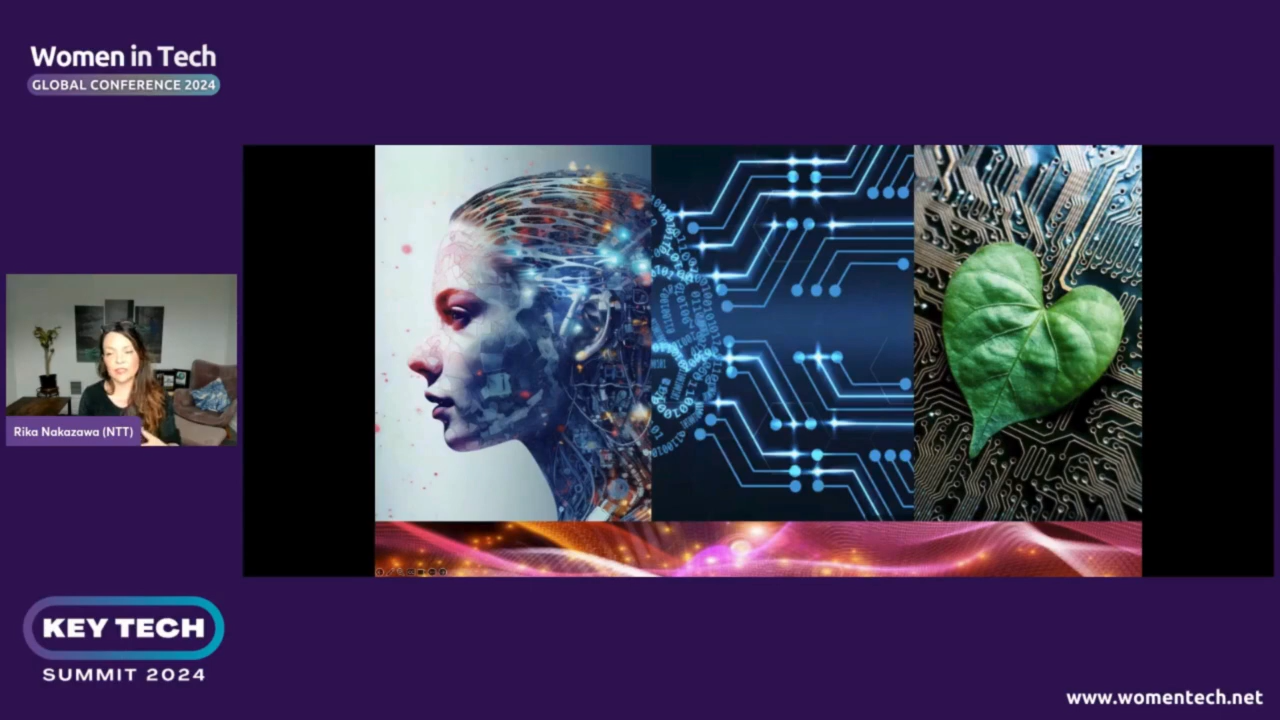 Women in Tech
GLOBAL CONFERENCE 2024
Rika Nakazawa (NTT)
KEY TECH
SUMMIT 2024
www.womentech.net